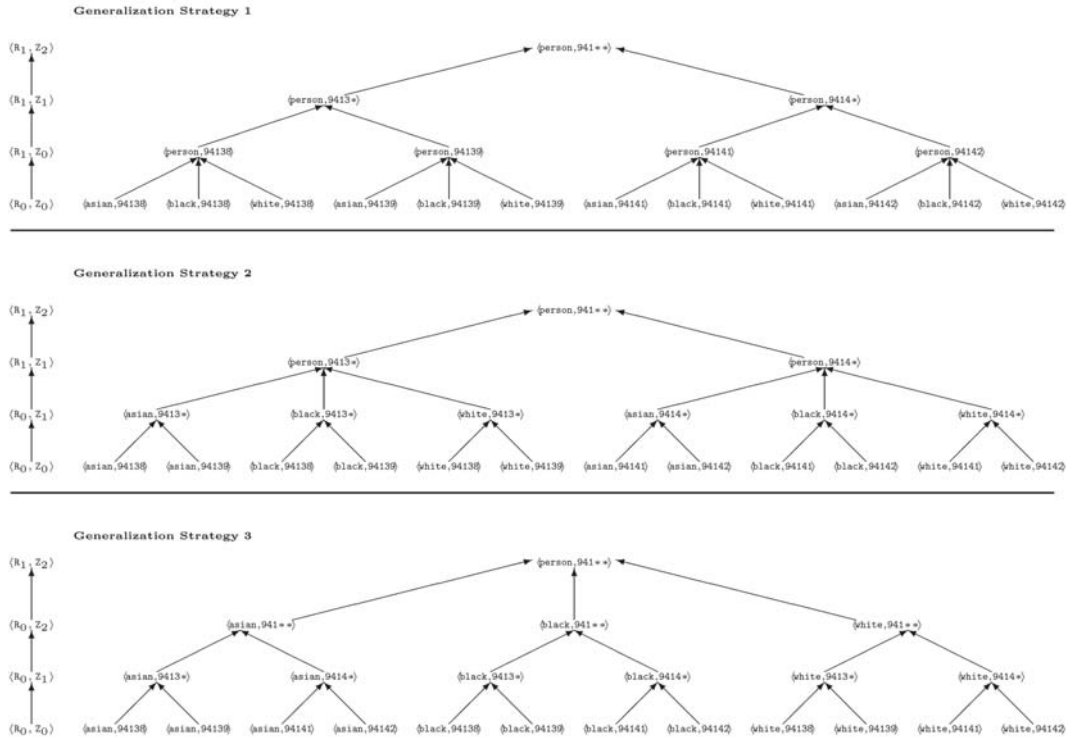 Generalization Strategy 1
⟨R₁, Z₂⟩ ⟨person,941**⟩
⟨R₁, Z₁⟩ ⟨person,9413*⟩ ⟨person,9414*⟩
⟨R₁, Z₀⟩ ⟨person,94138⟩ ⟨person,94139⟩ ⟨person,94141⟩ ⟨person,94142⟩
⟨R₀, Z₀⟩ ⟨asian,94138⟩ ⟨black,94138⟩ ⟨white,94138⟩ ⟨asian,94139⟩ ⟨black,94139⟩ ⟨white,94139⟩ ⟨asian,94141⟩ ⟨black,94141⟩ ⟨white,94141⟩ ⟨asian,94142⟩ ⟨black,94142⟩ ⟨white,94142⟩
Generalization Strategy 2
⟨R₁, Z₂⟩ ⟨person,941**⟩
⟨R₁, Z₁⟩ ⟨person,9413*⟩ ⟨person,9414*⟩
⟨R₀, Z₁⟩ ⟨asian,9413*⟩ ⟨black,9413*⟩ ⟨white,9413*⟩ ⟨asian,9414*⟩ ⟨black,9414*⟩ ⟨white,9414*⟩
⟨R₀, Z₀⟩ ⟨asian,94138⟩ ⟨asian,94139⟩ ⟨black,94138⟩ ⟨black,94139⟩ ⟨white,94138⟩ ⟨white,94139⟩ ⟨asian,94141⟩ ⟨asian,94142⟩ ⟨black,94141⟩ ⟨black,94142⟩ ⟨white,94141⟩ ⟨white,94142⟩
Generalization Strategy 3
⟨R₁, Z₂⟩ ⟨person,941**⟩
⟨R₀, Z₂⟩ ⟨asian,941**⟩ ⟨black,941**⟩ ⟨white,941**⟩
⟨R₀, Z₁⟩ ⟨asian,9413*⟩ ⟨asian,9414*⟩ ⟨black,9413*⟩ ⟨black,9414*⟩ ⟨white,9413*⟩ ⟨white,9414*⟩
⟨R₀, Z₀⟩ ⟨asian,94138⟩ ⟨asian,94139⟩ ⟨asian,94141⟩ ⟨asian,94142⟩ ⟨black,94138⟩ ⟨black,94139⟩ ⟨black,94141⟩ ⟨black,94142⟩ ⟨white,94138⟩ ⟨white,94139⟩ ⟨white,94141⟩ ⟨white,94142⟩